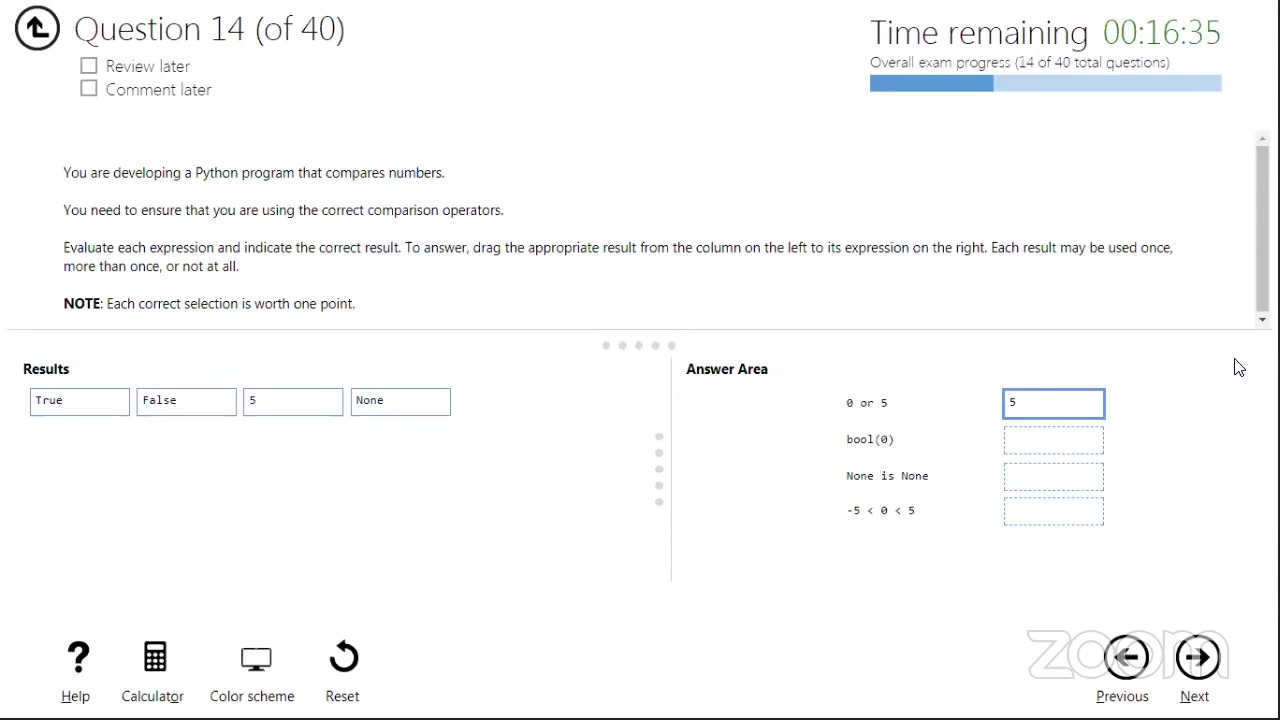 Question 14 (of 40)
Time remaining 00:16:35
Review later
Overall exam progress (14 of 40 total questions)
Comment later
You are developing a Python program that compares numbers.
You need to ensure that you are using the correct comparison operators.
Evaluate each expression and indicate the correct result. To answer, drag the appropriate result from the column on the left to its expression on the right. Each result may be used once,
more than once, or not at all.
NOTE: Each correct selection is worth one point.
Results
Answer Area
True False 5 None
0 or 5 5
bool(0)
None is None
-5 < 0 < 5
zoom
Help Calculator Color scheme Reset Previous Next